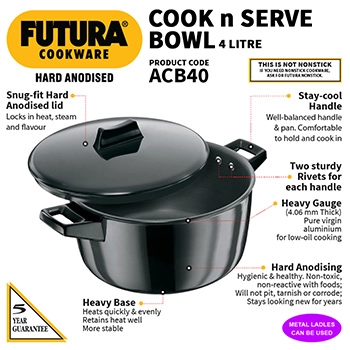 FUTURA®
COOKWARE
HARD ANODISED
COOK n SERVE
BOWL 4 LITRE
PRODUCT CODE
ACB40
THIS IS NOT NONSTICK
IF YOU NEED NONSTICK COOKWARE,
ASK FOR FUTURA NONSTICK.
Snug-fit Hard
Anodised lid
Locks in heat, steam
and flavour
Stay-cool
Handle
Well-balanced handle
& pan. Comfortable
to hold and cook in
Two sturdy
Rivets for
each handle
Heavy Gauge
(4.06 mm Thick)
Pure virgin
aluminium
for low-oil cooking
Hard Anodising
Hygienic & healthy. Non-toxic,
non-reactive with foods;
Will not pit, tarnish or corrode;
Stays looking new for years
Heavy Base
Heats quickly & evenly
Retains heat well
More stable
5
YEAR
GUARANTEE
METAL LADLES
CAN BE USED